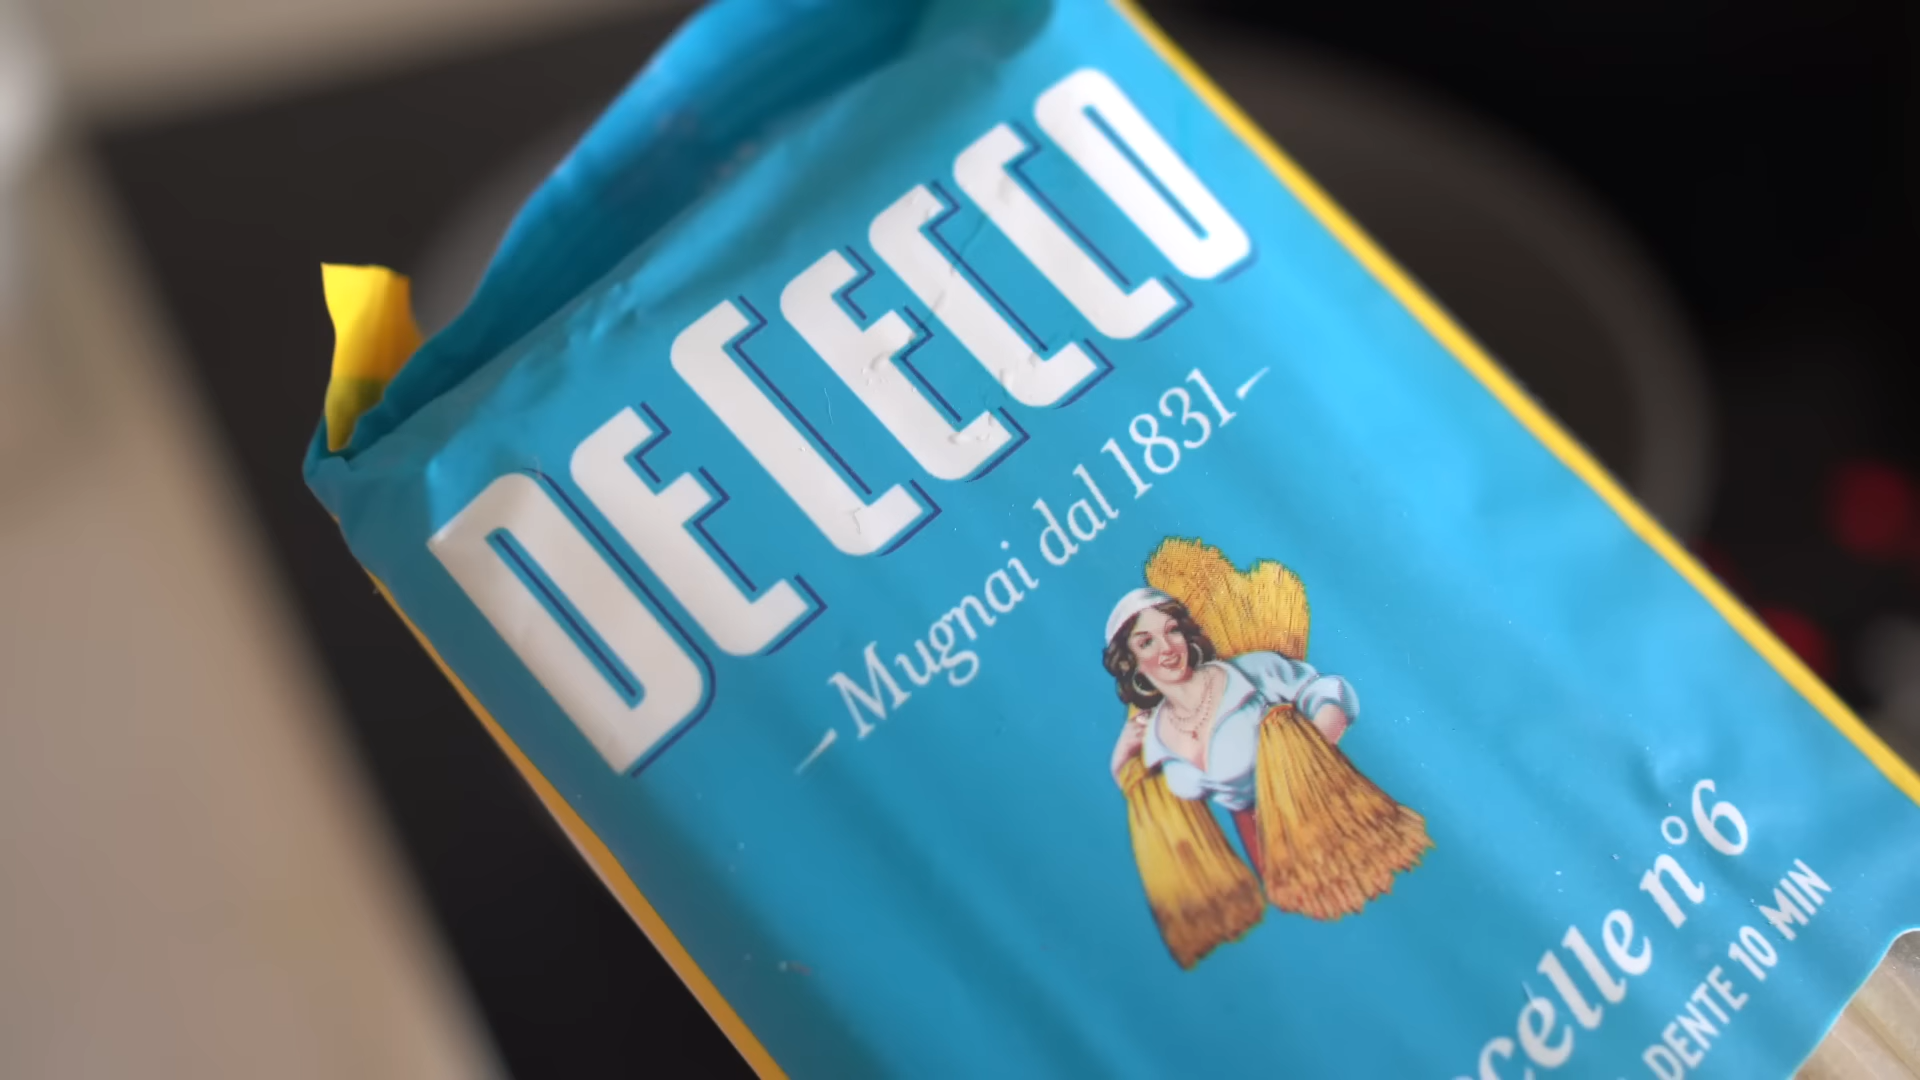 DE CECCO
– Mugnai dal 1831 –
celle n°6
DENTE 10 MIN